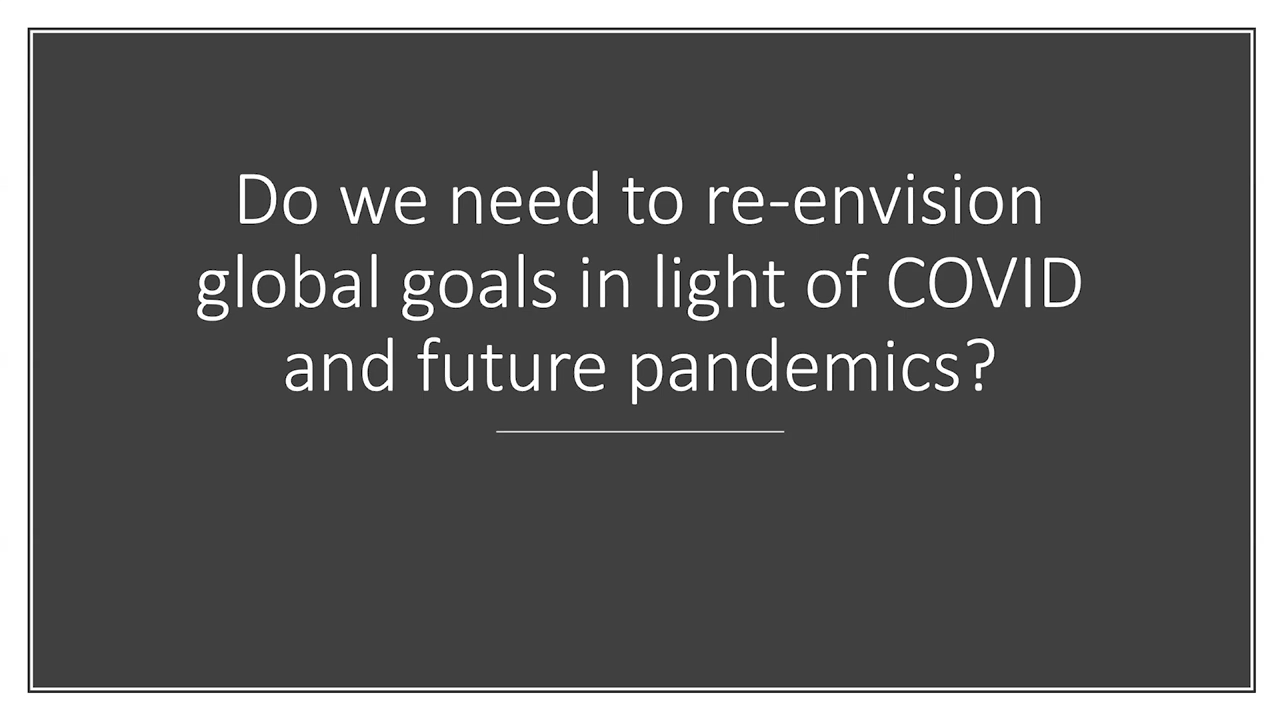 Do we need to re-envision
global goals in light of COVID
and future pandemics?